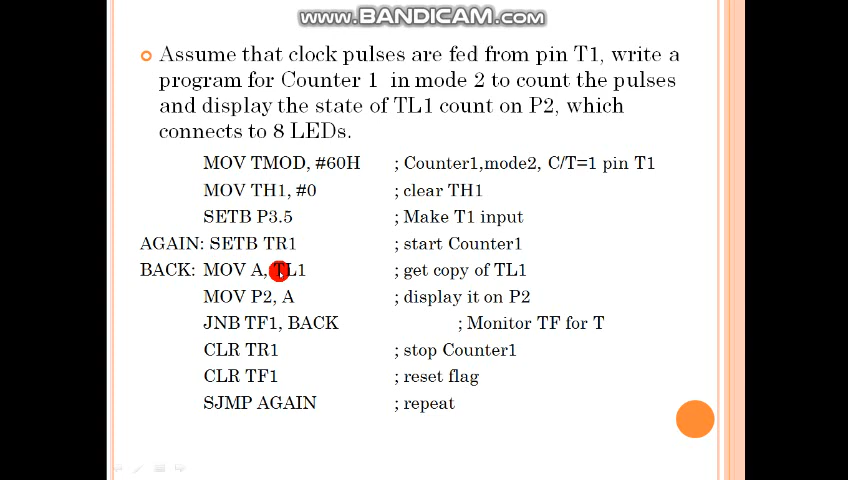 www.BANDICAM.com
Assume that clock pulses are fed from pin T1, write a
program for Counter 1 in mode 2 to count the pulses
and display the state of TL1 count on P2, which
connects to 8 LEDs.
MOV TMOD, #60H ; Counter1,mode2, C/T=1 pin T1
MOV TH1, #0 ; clear TH1
SETB P3.5 ; Make T1 input
AGAIN: SETB TR1 ; start Counter1
BACK: MOV A, TL1 ; get copy of TL1
MOV P2, A ; display it on P2
JNB TF1, BACK ; Monitor TF for T
CLR TR1 ; stop Counter1
CLR TF1 ; reset flag
SJMP AGAIN ; repeat